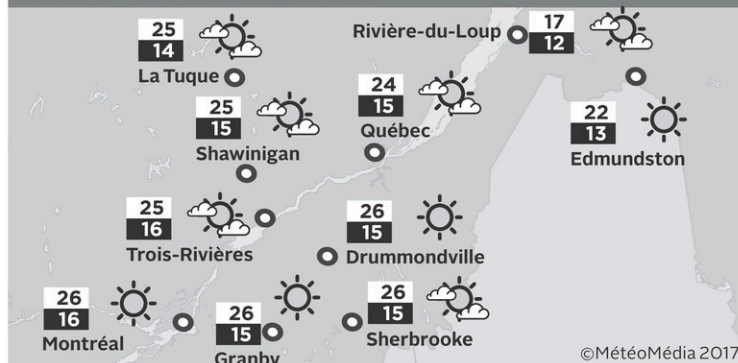 25
14
La Tuque
Rivière-du-Loup
17
12
25
15
Shawinigan
24
15
Québec
22
13
Edmundston
25
16
Trois-Rivières
26
15
Drummondville
26
16
Montréal
26
15
Granby
26
15
Sherbrooke
©MétéoMédia 2017